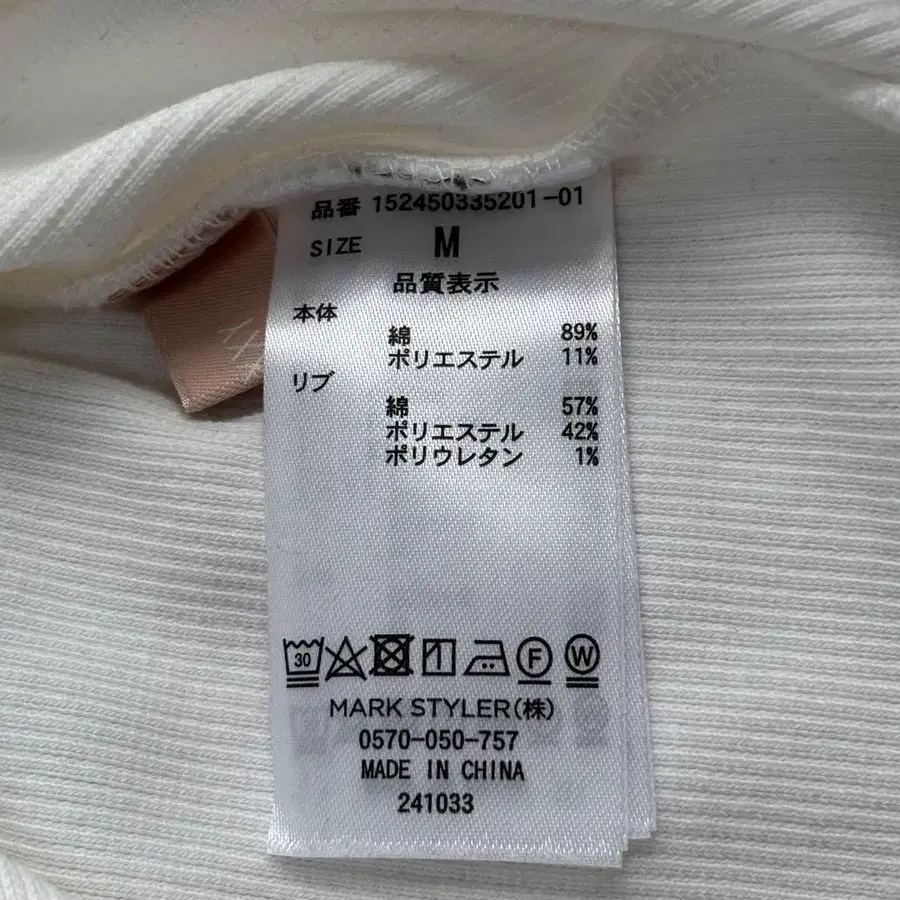 品番 152450335201-01
SIZE M
品質表示
本体
綿 89%
ポリエステル 11%
リブ
綿 57%
ポリエステル 42%
ポリウレタン 1%
30 F W
MARK STYLER(株)
0570-050-757
MADE IN CHINA
241033